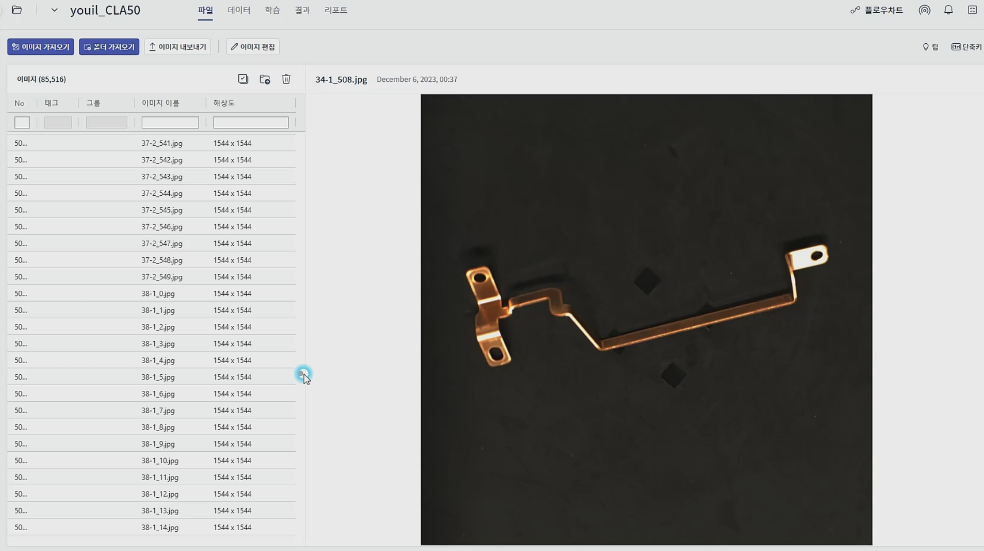 youil_CLA50 파일 데이터 학습 결과 리포트 플로우차트
이미지 가져오기 폴더 가져오기 이미지 내보내기 이미지 편집 팁 단축키
이미지 (85,516)
34-1_508.jpg December 6, 2023, 00:37
No 태그 그룹 이미지 이름 해상도
50... 37-2_541.jpg 1544 x 1544
50... 37-2_542.jpg 1544 x 1544
50... 37-2_543.jpg 1544 x 1544
50... 37-2_544.jpg 1544 x 1544
50... 37-2_545.jpg 1544 x 1544
50... 37-2_546.jpg 1544 x 1544
50... 37-2_547.jpg 1544 x 1544
50... 37-2_548.jpg 1544 x 1544
50... 37-2_549.jpg 1544 x 1544
50... 38-1_0.jpg 1544 x 1544
50... 38-1_1.jpg 1544 x 1544
50... 38-1_2.jpg 1544 x 1544
50... 38-1_3.jpg 1544 x 1544
50... 38-1_4.jpg 1544 x 1544
50... 38-1_5.jpg 1544 x 1544
50... 38-1_6.jpg 1544 x 1544
50... 38-1_7.jpg 1544 x 1544
50... 38-1_8.jpg 1544 x 1544
50... 38-1_9.jpg 1544 x 1544
50... 38-1_10.jpg 1544 x 1544
50... 38-1_11.jpg 1544 x 1544
50... 38-1_12.jpg 1544 x 1544
50... 38-1_13.jpg 1544 x 1544
50... 38-1_14.jpg 1544 x 1544